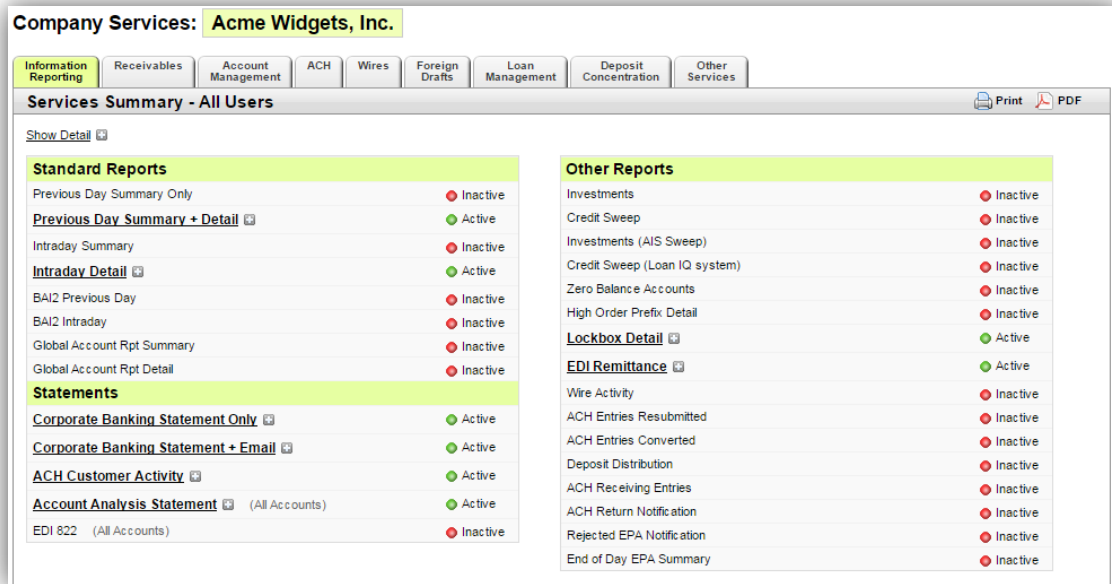 Company Services: Acme Widgets, Inc.
Information Reporting
Receivables
Account Management
ACH
Wires
Foreign Drafts
Loan Management
Deposit Concentration
Other Services
Services Summary - All Users
Print
PDF
Show Detail
Standard Reports
Previous Day Summary Only Inactive
Previous Day Summary + Detail Active
Intraday Summary Inactive
Intraday Detail Active
BAI2 Previous Day Inactive
BAI2 Intraday Inactive
Global Account Rpt Summary Inactive
Global Account Rpt Detail Inactive
Statements
Corporate Banking Statement Only Active
Corporate Banking Statement + Email Active
ACH Customer Activity Active
Account Analysis Statement (All Accounts) Active
EDI 822 (All Accounts) Inactive
Other Reports
Investments Inactive
Credit Sweep Inactive
Investments (AIS Sweep) Inactive
Credit Sweep (Loan IQ system) Inactive
Zero Balance Accounts Inactive
High Order Prefix Detail Inactive
Lockbox Detail Active
EDI Remittance Active
Wire Activity Inactive
ACH Entries Resubmitted Inactive
ACH Entries Converted Inactive
Deposit Distribution Inactive
ACH Receiving Entries Inactive
ACH Return Notification Inactive
Rejected EPA Notification Inactive
End of Day EPA Summary Inactive